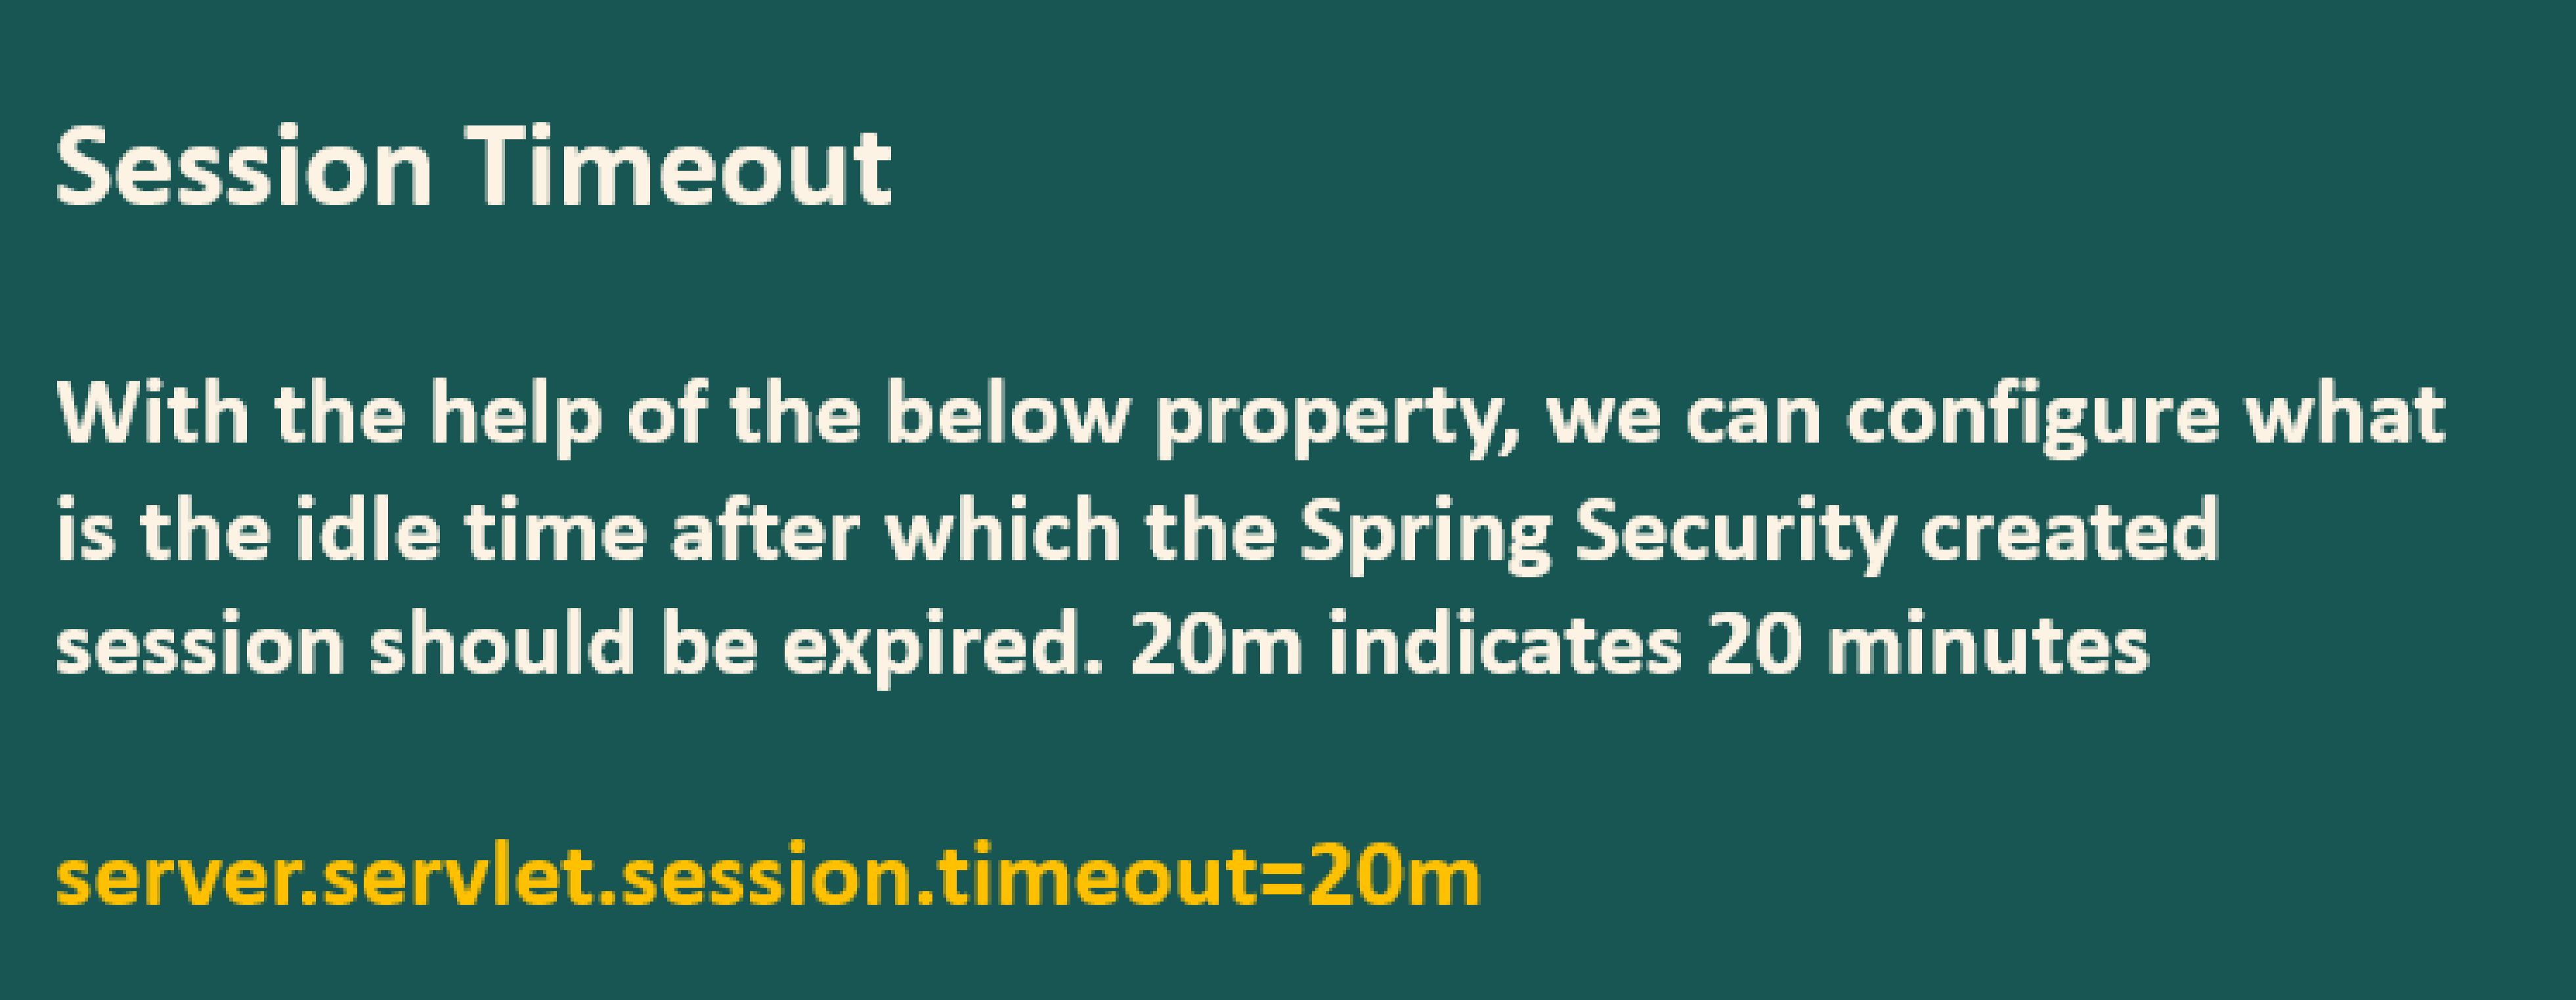 Session Timeout
With the help of the below property, we can configure what
is the idle time after which the Spring Security created
session should be expired. 20m indicates 20 minutes
server.servlet.session.timeout=20m